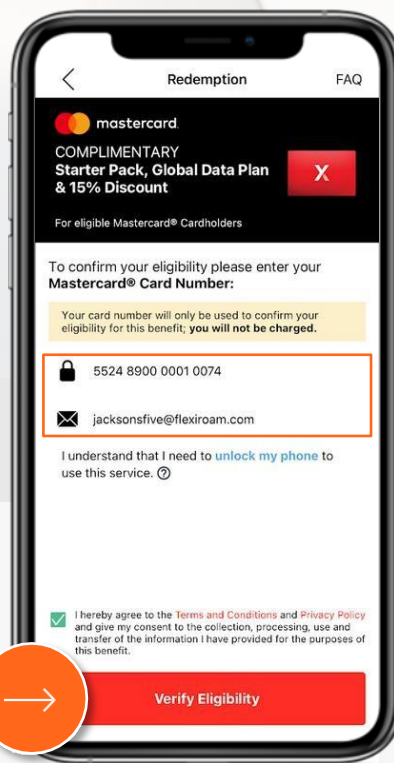 Redemption
FAQ
mastercard.
COMPLIMENTARY
Starter Pack, Global Data Plan
& 15% Discount
X
For eligible Mastercard® Cardholders
To confirm your eligibility please enter your
Mastercard® Card Number:
Your card number will only be used to confirm your
eligibility for this benefit; you will not be charged.
5524 8900 0001 0074
jacksonsfive@flexiroam.com
I understand that I need to unlock my phone to
use this service. ?
I hereby agree to the Terms and Conditions and Privacy Policy
and give my consent to the collection, processing, use and
transfer of the information I have provided for the purposes of
this benefit.
Verify Eligibility